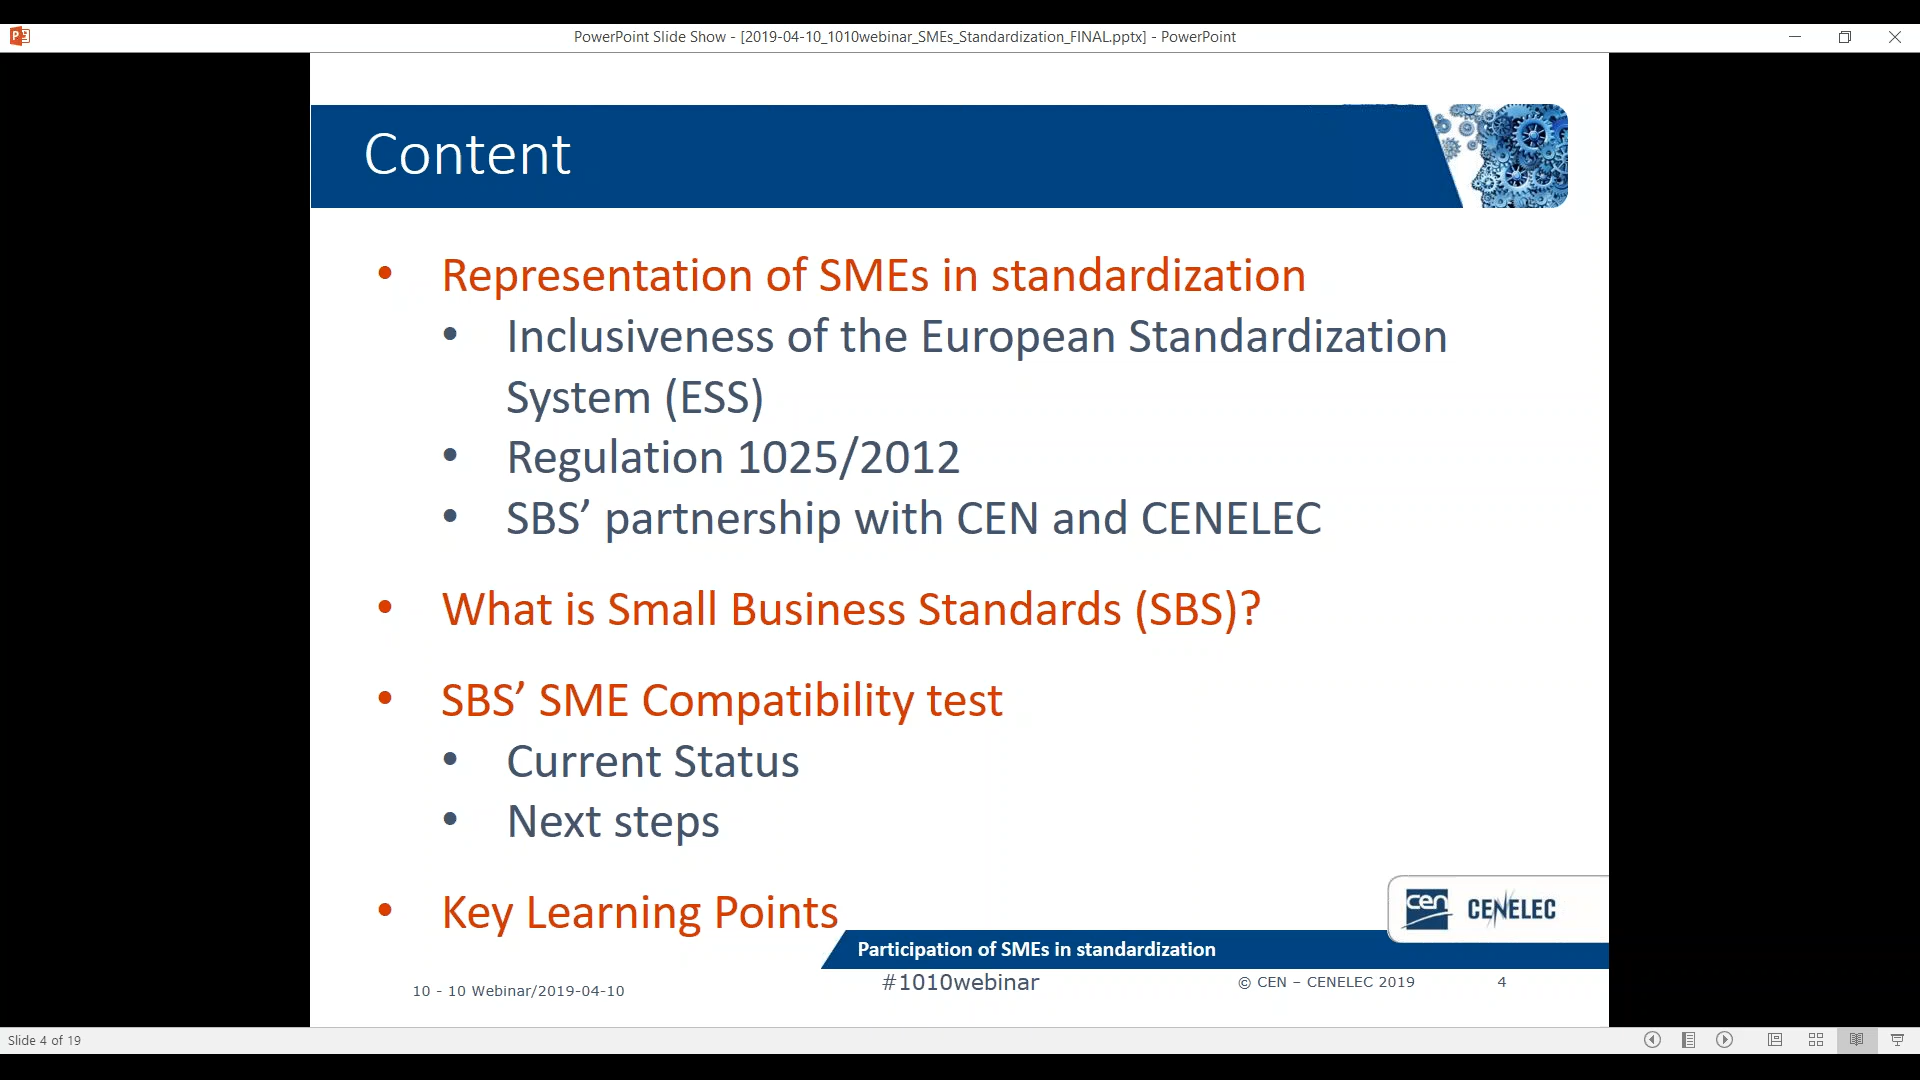 PowerPoint Slide Show - [2019-04-10_1010webinar_SMEs_Standardization_FINAL.pptx] - PowerPoint
Content
• Representation of SMEs in standardization
• Inclusiveness of the European Standardization
System (ESS)
• Regulation 1025/2012
• SBS’ partnership with CEN and CENELEC
• What is Small Business Standards (SBS)?
• SBS’ SME Compatibility test
• Current Status
• Next steps
• Key Learning Points
cen CENELEC
Participation of SMEs in standardization
10 - 10 Webinar/2019-04-10
#1010webinar
© CEN – CENELEC 2019
4
Slide 4 of 19